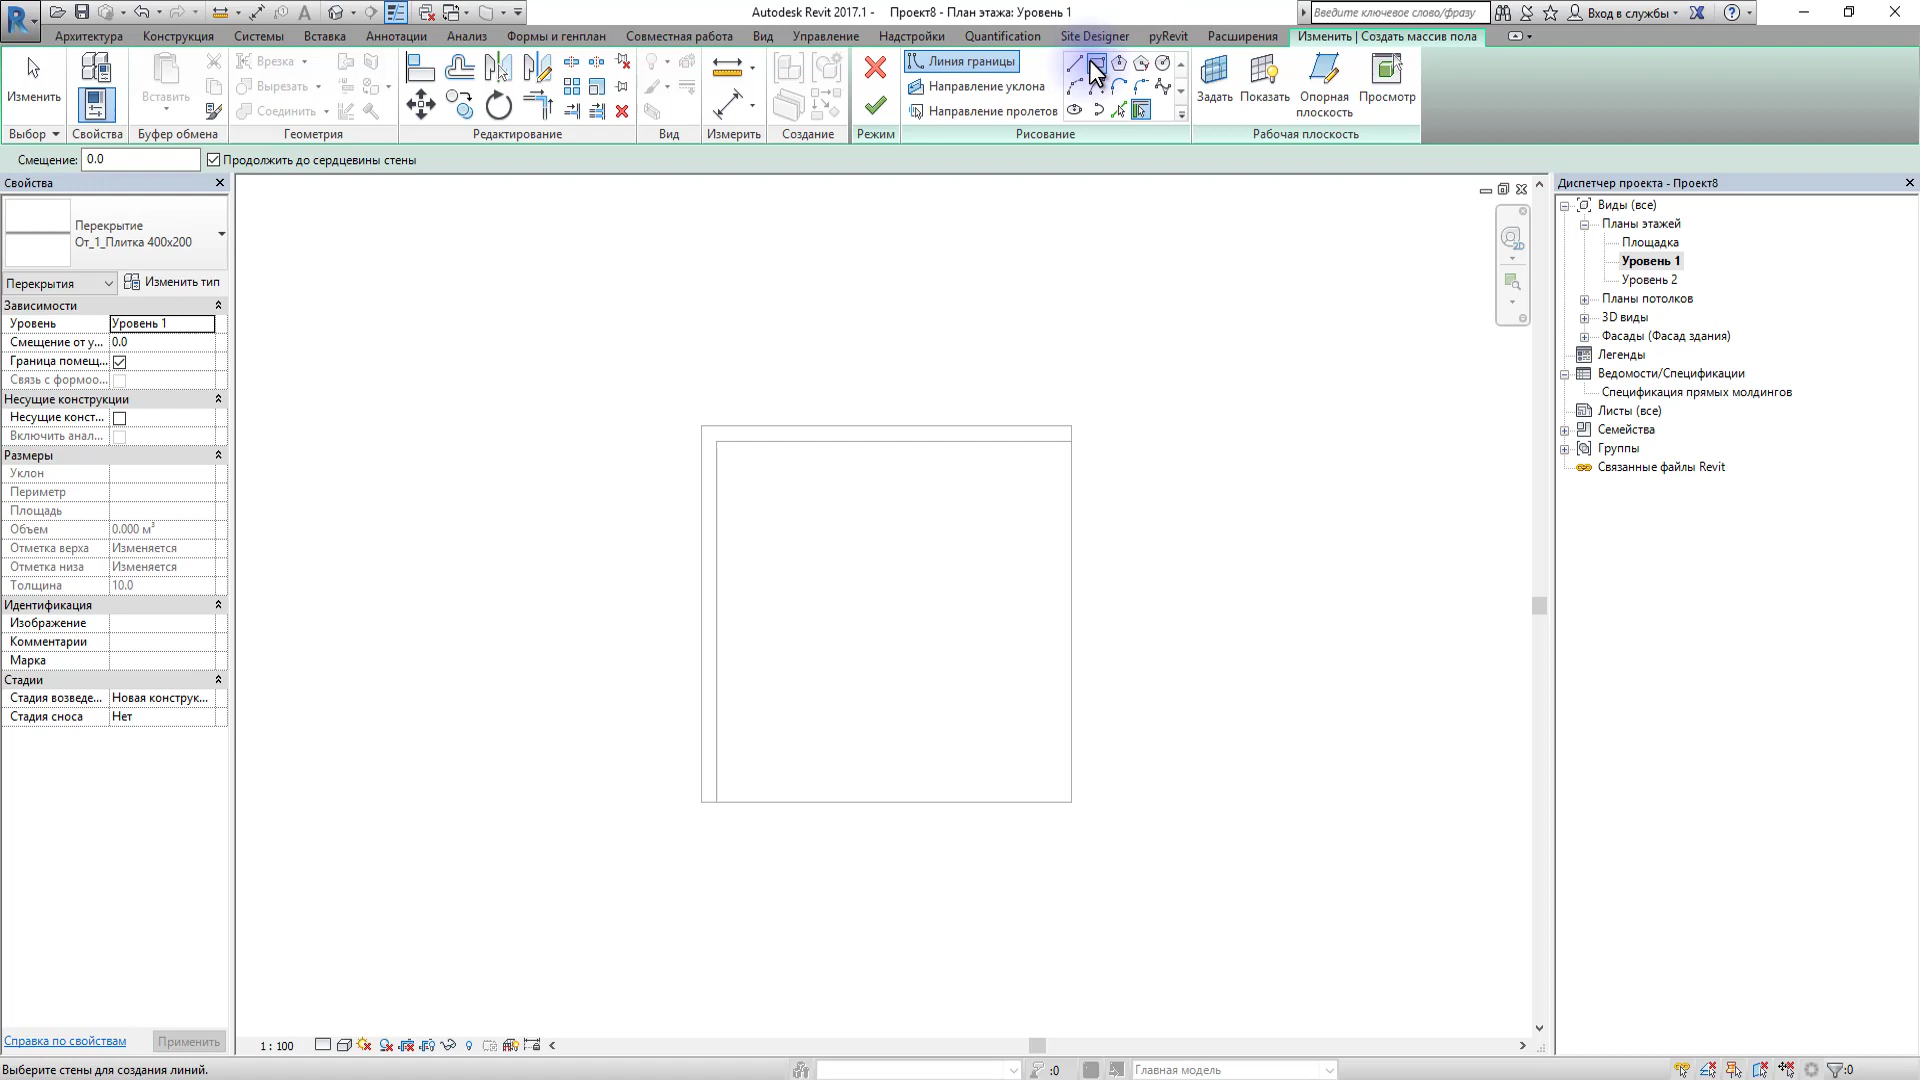 Autodesk Revit 2017.1 - Проект8 - План этажа: Уровень 1
Введите ключевое слово/фразу
Вход в службы
Архитектура Конструкция Системы Вставка Аннотации Анализ Формы и генплан Совместная работа Вид Управление Надстройки Quantification Site Designer pyRevit Расширения Изменить | Создать массив пола
Изменить
Вставить
Врезка
Вырезать
Соединить
Линия границы
Направление уклона
Направление пролетов
Задать Показать Опорная плоскость Просмотр
Выбор Свойства Буфер обмена Геометрия Редактирование Вид Измерить Создание Режим Рисование Рабочая плоскость
Смещение: 0.0 Продолжить до сердцевины стены
Свойства
Перекрытие
От_1_Плитка 400x200
Перекрытия Изменить тип
Зависимости
Уровень Уровень 1
Смещение от у... 0.0
Граница помещ...
Связь с формоо...
Несущие конструкции
Несущие конст...
Включить анал...
Размеры
Уклон
Периметр
Площадь
Объем 0.000 м³
Отметка верха Изменяется
Отметка низа Изменяется
Толщина 10.0
Идентификация
Изображение
Комментарии
Марка
Стадии
Стадия возведе... Новая конструк...
Стадия сноса Нет
Справка по свойствам Применить
2D
Диспетчер проекта - Проект8
Виды (все)
Планы этажей
Площадка
Уровень 1
Уровень 2
Планы потолков
3D виды
Фасады (Фасад здания)
Легенды
Ведомости/Спецификации
Спецификация прямых молдингов
Листы (все)
Семейства
Группы
Связанные файлы Revit
1 : 100
Выберите стены для создания линий.
:0
Главная модель
:0